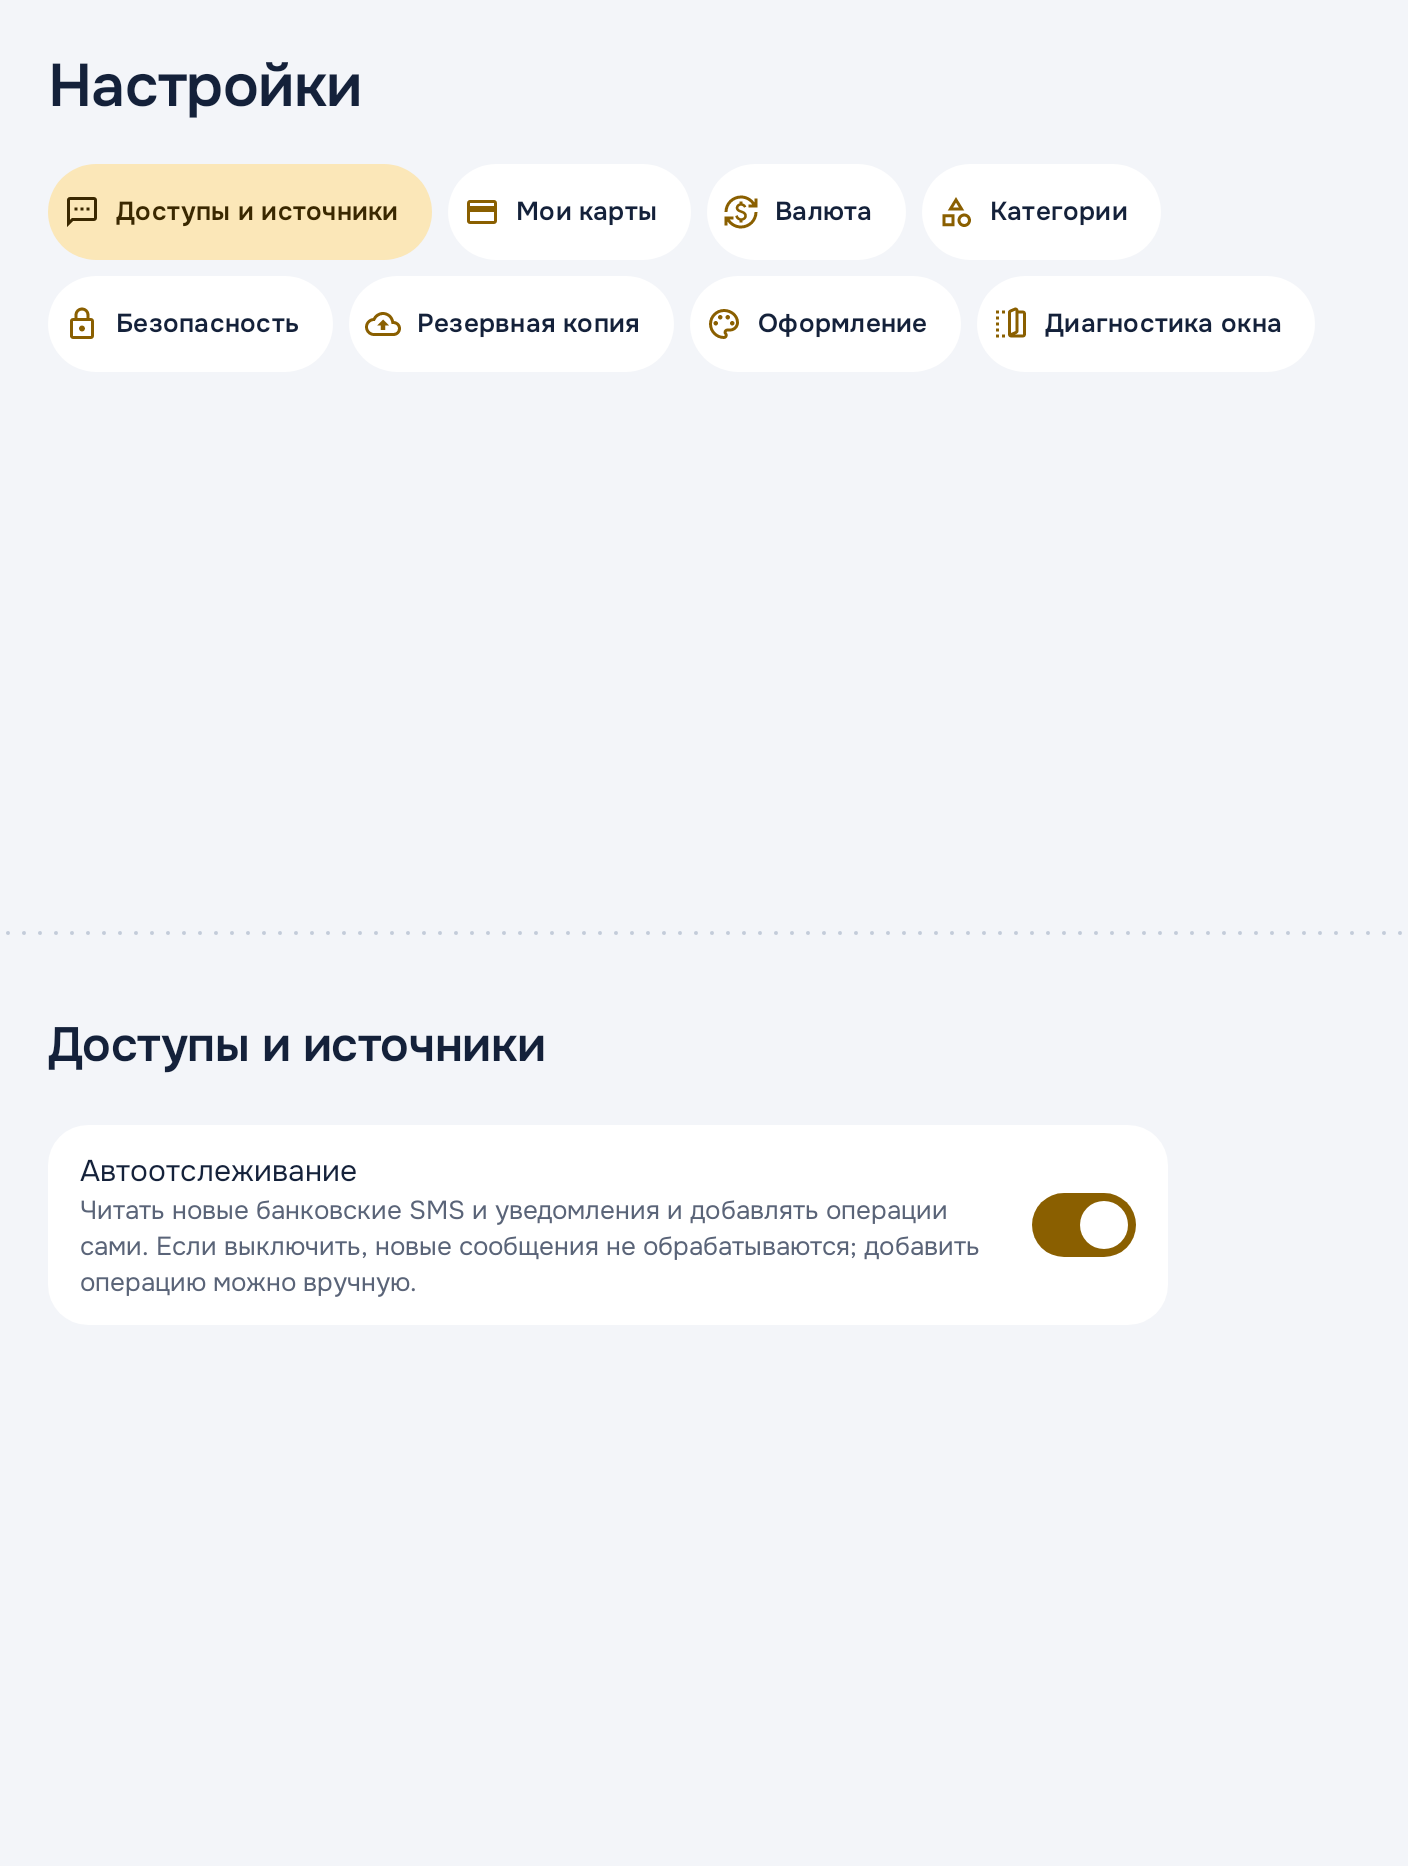 Настройки
Доступы и источники
Мои карты
Валюта
Категории
Безопасность
Резервная копия
Оформление
Диагностика окна
Доступы и источники
Автоотслеживание
Читать новые банковские SMS и уведомления и добавлять операции
сами. Если выключить, новые сообщения не обрабатываются; добавить
операцию можно вручную.